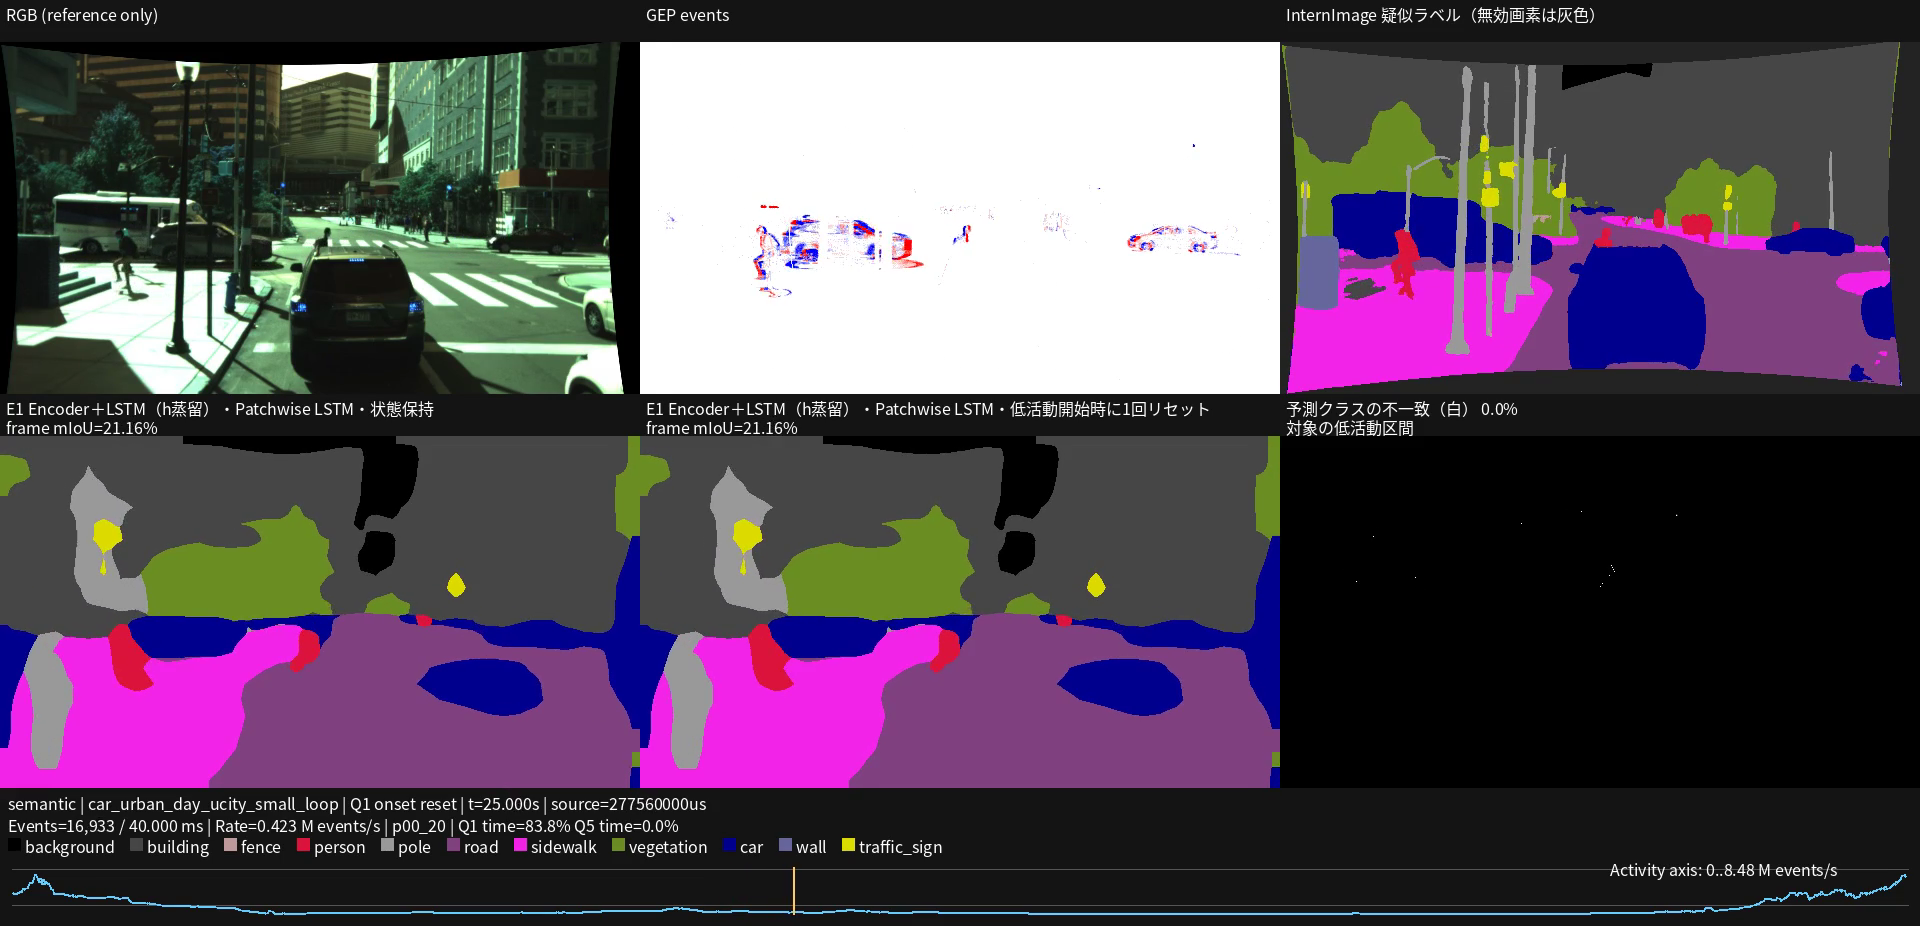 RGB (reference only)
GEP events
InternImage 疑似ラベル（無効画素は灰色）
E1 Encoder＋LSTM（h蒸留）・Patchwise LSTM・状態保持
frame mIoU=21.16%
E1 Encoder＋LSTM（h蒸留）・Patchwise LSTM・低活動開始時に1回リセット
frame mIoU=21.16%
予測クラスの不一致（白） 0.0%
対象の低活動区間
semantic | car_urban_day_ucity_small_loop | Q1 onset reset | t=25.000s | source=277560000us
Events=16,933 / 40.000 ms | Rate=0.423 M events/s | p00_20 | Q1 time=83.8% Q5 time=0.0%
background building fence person pole road sidewalk vegetation car wall traffic_sign
Activity axis: 0..8.48 M events/s